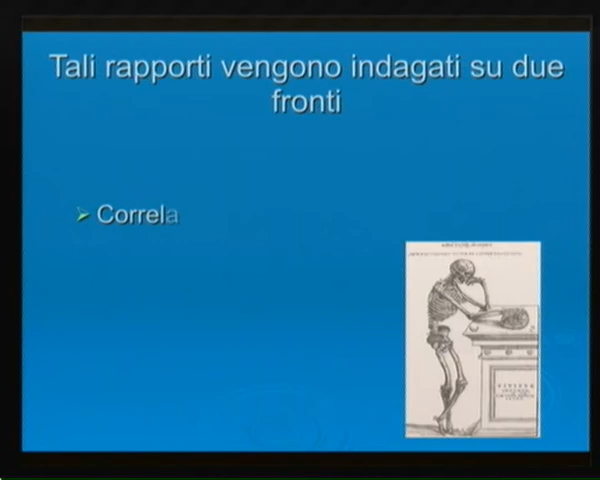 Tali rapporti vengono indagati su due
fronti
Correla